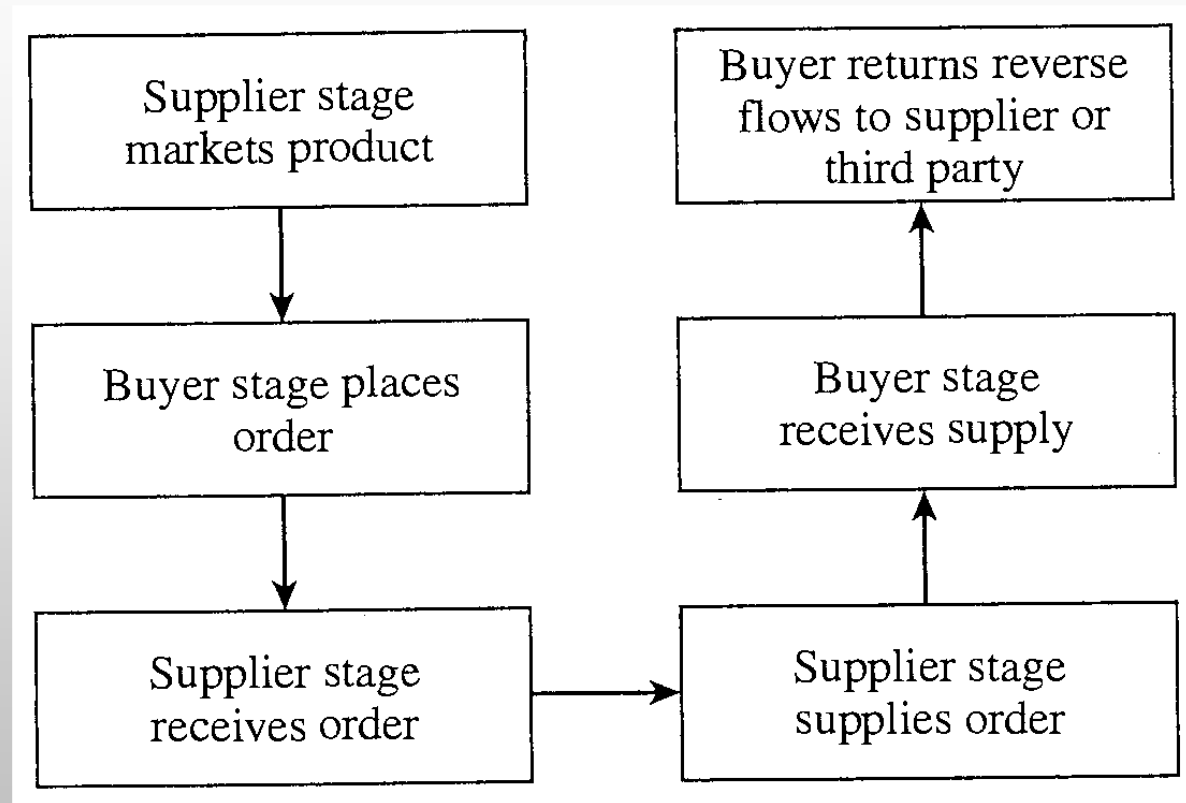 Supplier stage
markets product
Buyer stage places
order
Supplier stage
receives order
Supplier stage
supplies order
Buyer stage
receives supply
Buyer returns reverse
flows to supplier or
third party